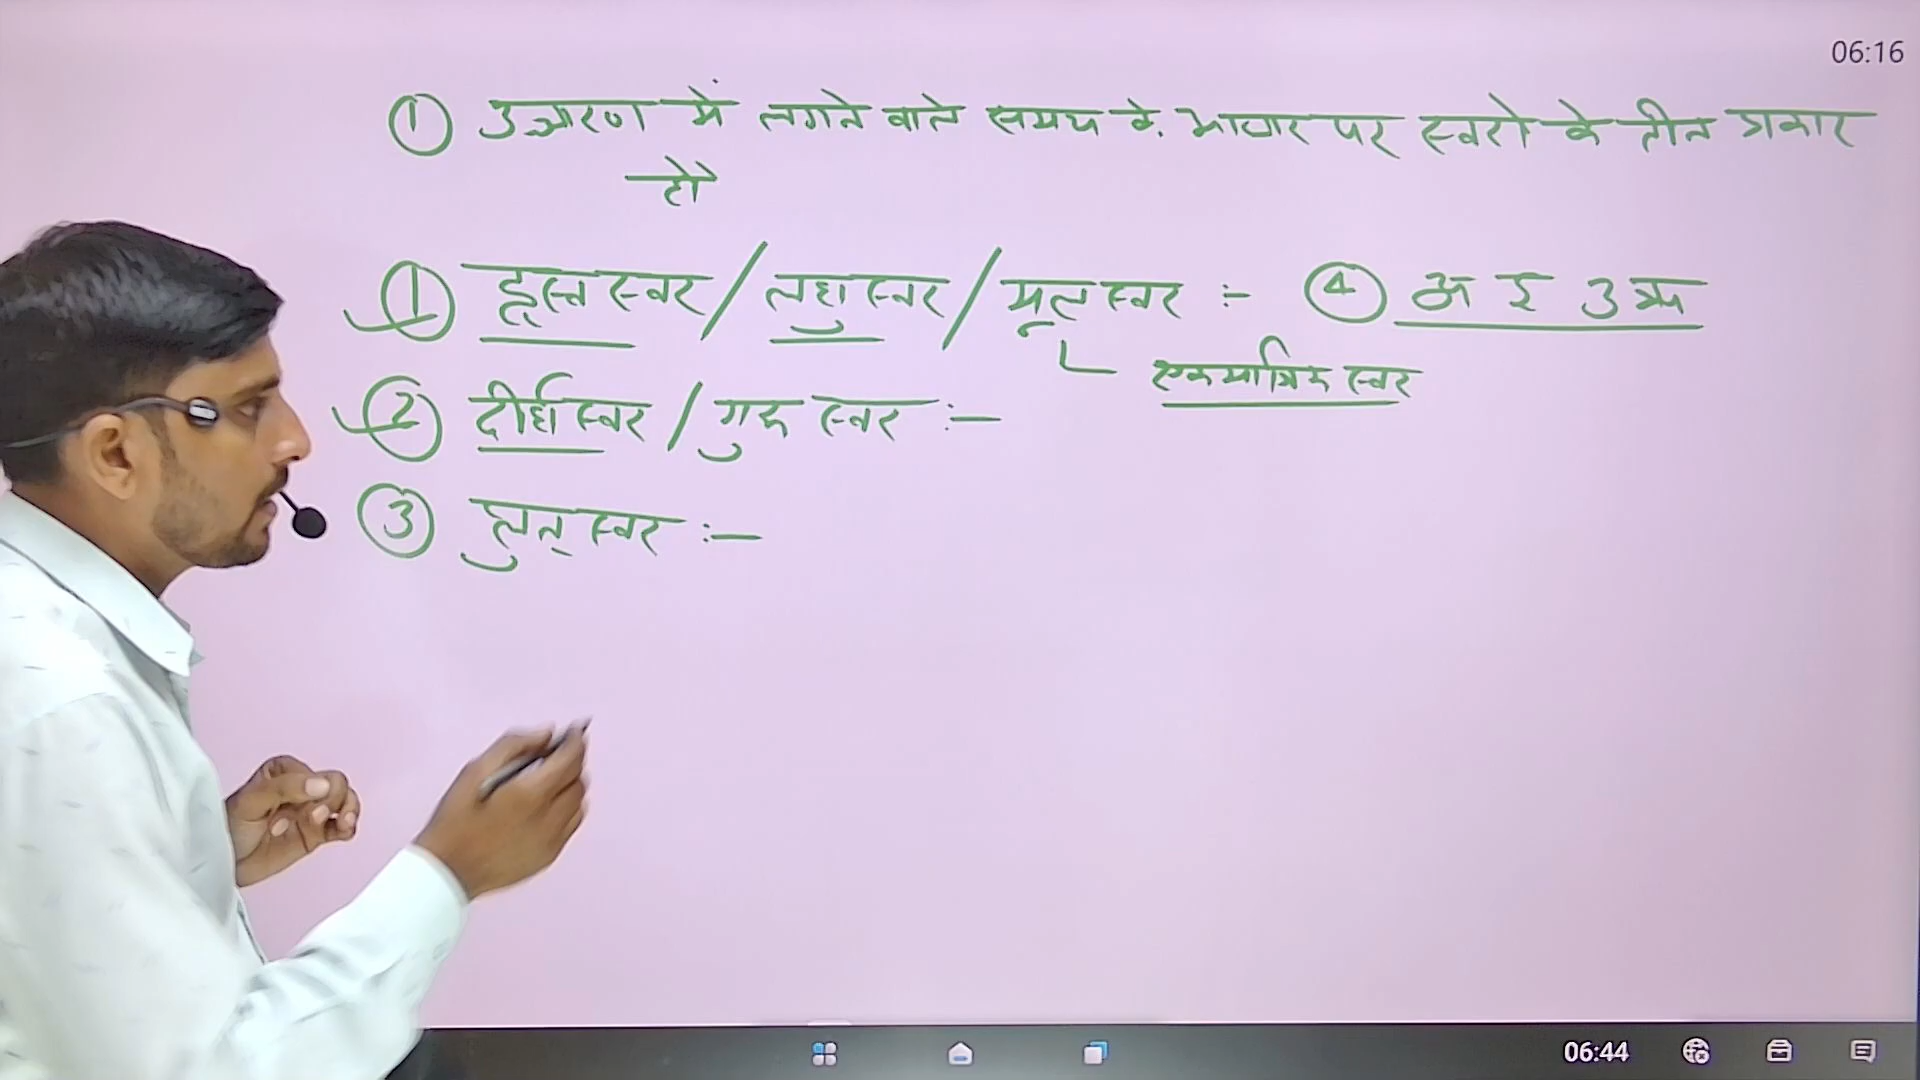 06:16
① उच्चारण में लगने वाले समय के आधार पर स्वरो के तीन प्रकार
होते
① ह्रस्व स्वर / लघु स्वर / मूल स्वर :- ④ अ इ उ ऋ
एकमात्रिक स्वर
② दीर्घ स्वर / गुरु स्वर :-
③ प्लुत् स्वर :-
06:44